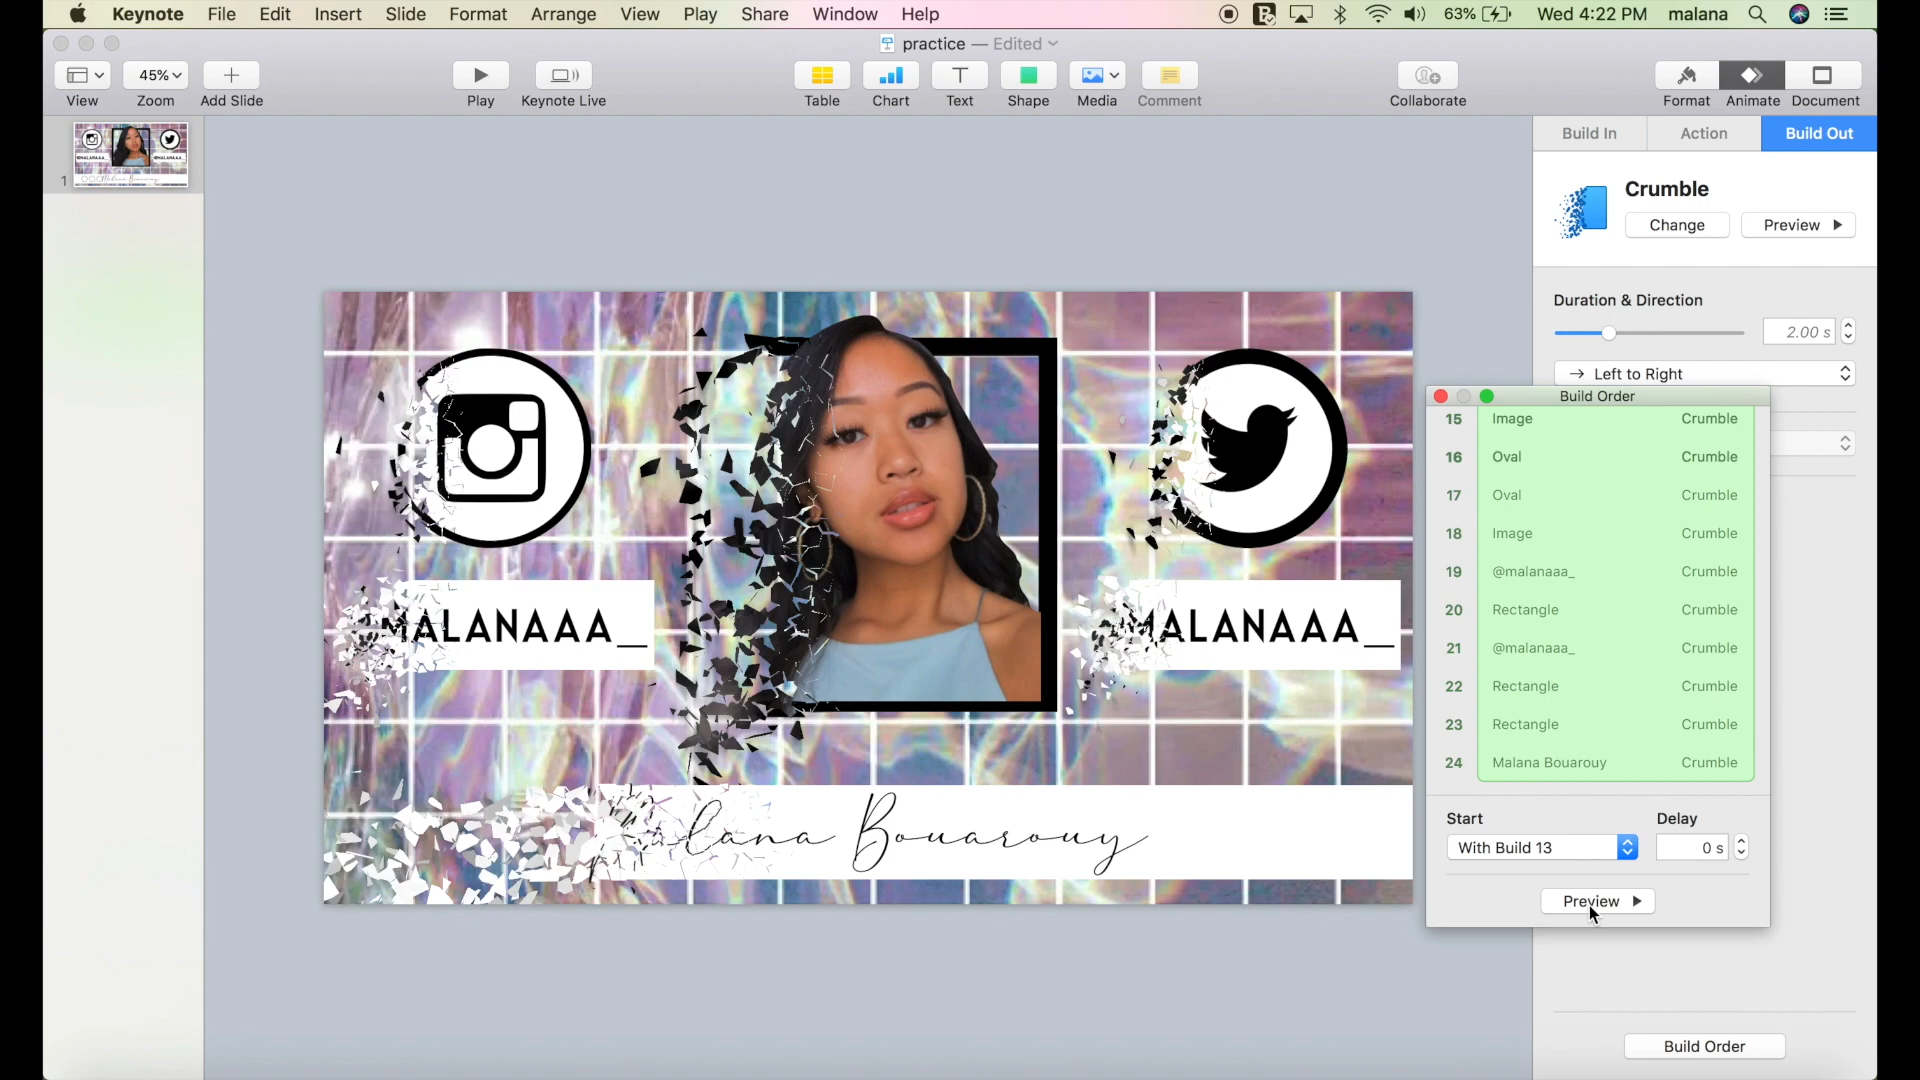 Keynote File Edit Insert Slide Format Arrange View Play Share Window Help 63% Wed 4:22 PM malana
practice — Edited
45%
View Zoom Add Slide Play Keynote Live Table Chart Text Shape Media Comment Collaborate Format Animate Document
Build In Action Build Out
1
Crumble
Change Preview
Duration & Direction
2.00 s
→ Left to Right
Build Order
15 Image Crumble
16 Oval Crumble
17 Oval Crumble
18 Image Crumble
19 @malanaaa_ Crumble
20 Rectangle Crumble
21 @malanaaa_ Crumble
22 Rectangle Crumble
23 Rectangle Crumble
24 Malana Bouarouy Crumble
Start Delay
With Build 13 0 s
Preview
Build Order
MALANAAA_ MALANAAA_
lana Bouarouy